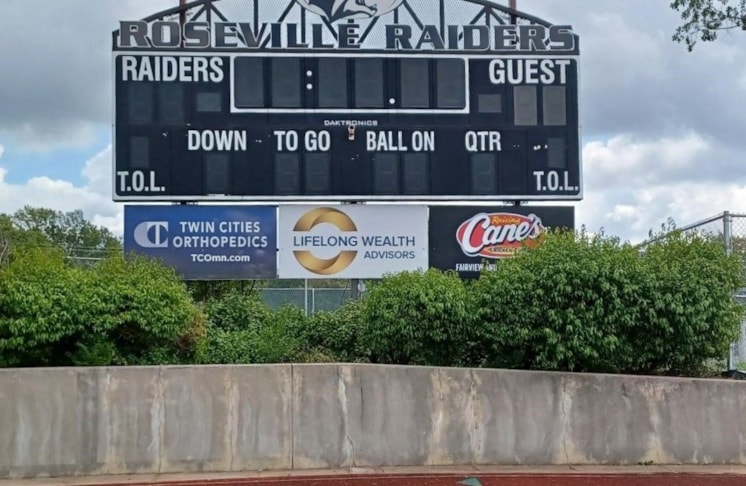 ROSEVILLE RAIDERS
RAIDERS
GUEST
DAKTRONICS
DOWN TO GO BALL ON QTR
T.O.L. T.O.L.
TWIN CITIES
ORTHOPEDICS
TCOmn.com
LIFELONG WEALTH
ADVISORS
Raising
Cane's
FAIRVIEW